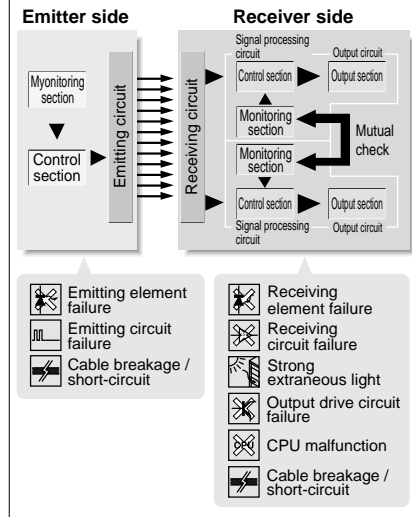 Emitter side
Myonitoring
section
Control
section
Emitting circuit
Receiver side
Receiving circuit
Signal processing
circuit
Output circuit
Control section
Output section
Monitoring
section
Mutual
check
Monitoring
section
Control section
Output section
Signal processing
circuit
Output circuit
Emitting element
failure
Emitting circuit
failure
Cable breakage /
short-circuit
Receiving
element failure
Receiving
circuit failure
Strong
extraneous light
Output drive circuit
failure
CPU
CPU malfunction
Cable breakage /
short-circuit